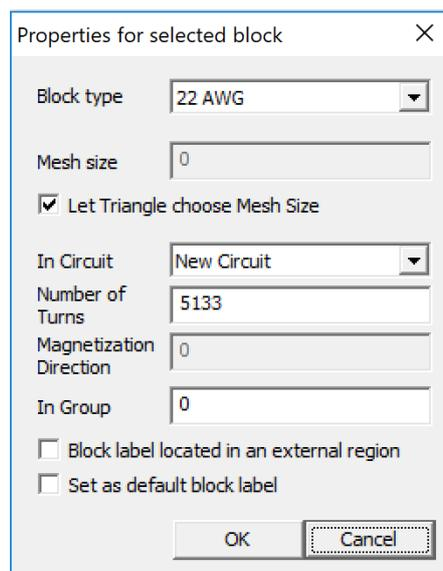 Properties for selected block
Block type
22 AWG
Mesh size
0
Let Triangle choose Mesh Size
In Circuit
New Circuit
Number of
Turns
5133
Magnetization
Direction
0
In Group
0
Block label located in an external region
Set as default block label
OK
Cancel